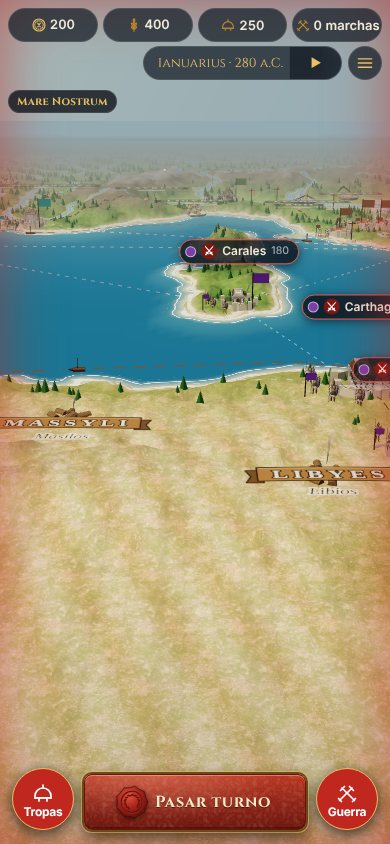 200
400
250
0 marchas
Ianuarius · 280 a.C.
Mare Nostrum
Carales 180
Carthag
MASSYLI
Masilos
LIBYES
Libios
Tropas
Pasar turno
Guerra